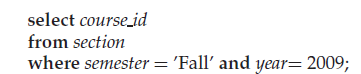 select course_id
from section
where semester = 'Fall' and year= 2009;